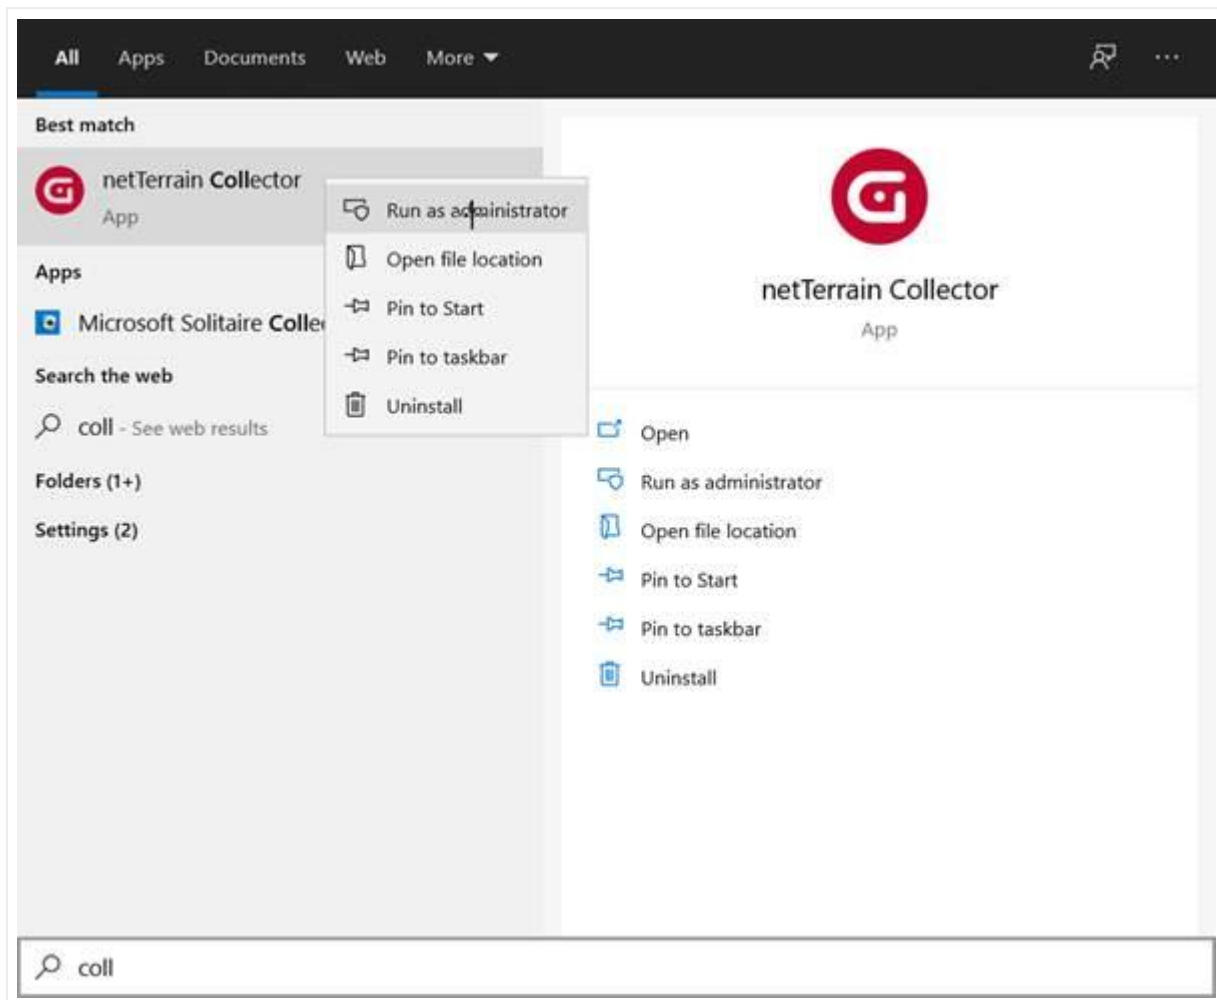 All Apps Documents Web More
Best match
netTerrain Collector
App
Apps
Microsoft Solitaire Colle
Search the web
coll - See web results
Folders (1+)
Settings (2)
Run as administrator
Open file location
Pin to Start
Pin to taskbar
Uninstall
netTerrain Collector
App
Open
Run as administrator
Open file location
Pin to Start
Pin to taskbar
Uninstall
coll